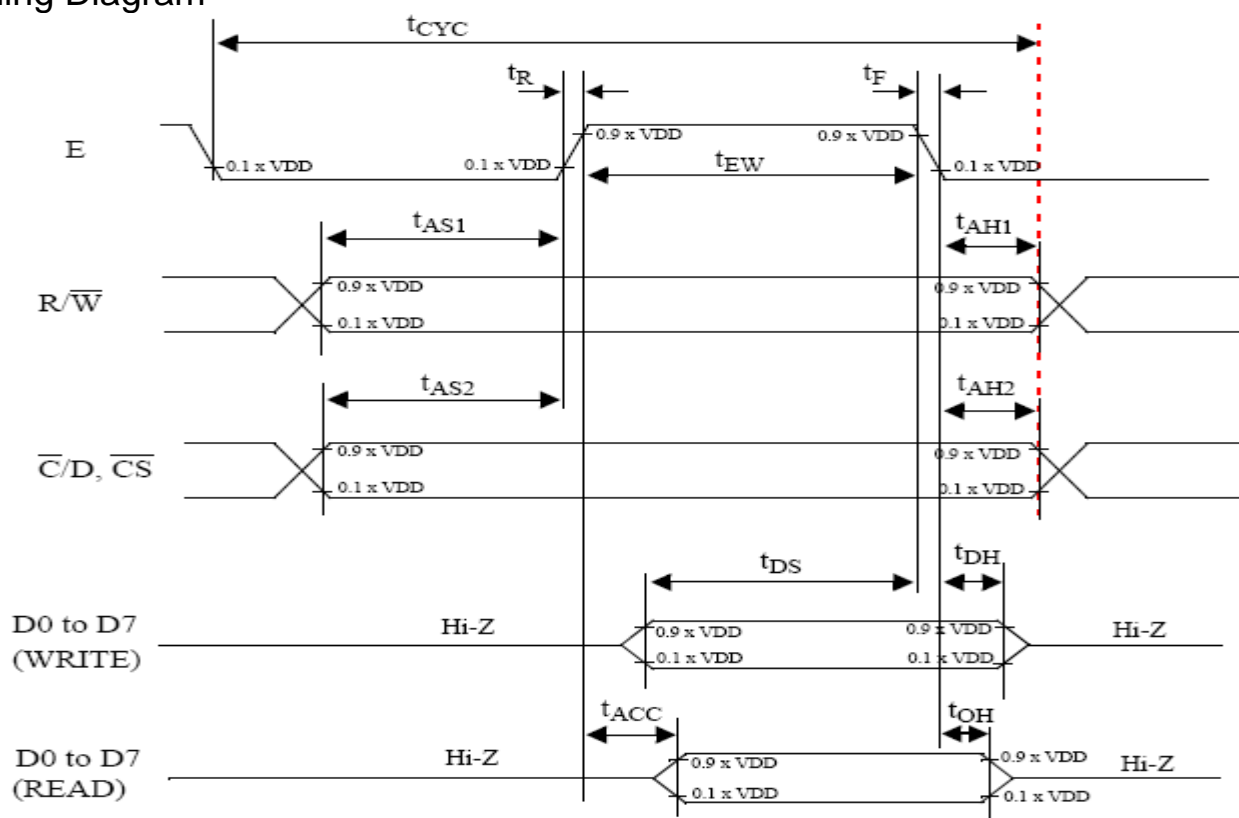 ing Diagram
tCYC
tR tF
E
0.9 x VDD 0.9 x VDD
0.1 x VDD 0.1 x VDD 0.1 x VDD
tEW
tAS1 tAH1
R/W̅
0.9 x VDD 0.9 x VDD
0.1 x VDD 0.1 x VDD
tAS2 tAH2
C̅/D, C̅S̅
0.9 x VDD 0.9 x VDD
0.1 x VDD 0.1 x VDD
tDS tDH
D0 to D7
(WRITE)
Hi-Z Hi-Z
0.9 x VDD 0.9 x VDD
0.1 x VDD 0.1 x VDD
tACC tOH
D0 to D7
(READ)
Hi-Z Hi-Z
0.9 x VDD 0.9 x VDD
0.1 x VDD 0.1 x VDD